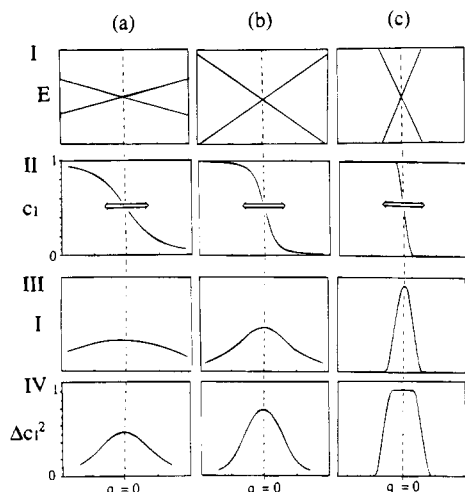 (a) (b) (c)
I
E
II
1
c₁
0
III
I
IV
1
Δc₁²
0
q = 0 q = 0 q = 0